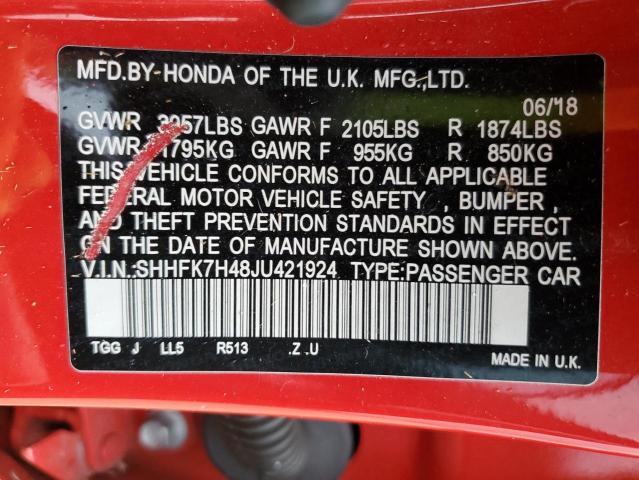 MFD.BY·HONDA OF THE U.K. MFG.,LTD.
06/18
GVWR 3957LBS GAWR F 2105LBS R 1874LBS
GVWR 1795KG GAWR F 955KG R 850KG
THIS VEHICLE CONFORMS TO ALL APPLICABLE
FEDERAL MOTOR VEHICLE SAFETY , BUMPER ,
AND THEFT PREVENTION STANDARDS IN EFFECT
ON THE DATE OF MANUFACTURE SHOWN ABOVE.
V.I.N.:SHHFK7H48JU421924 TYPE:PASSENGER CAR
TGG J LL5 R513 .Z .U
MADE IN U.K.